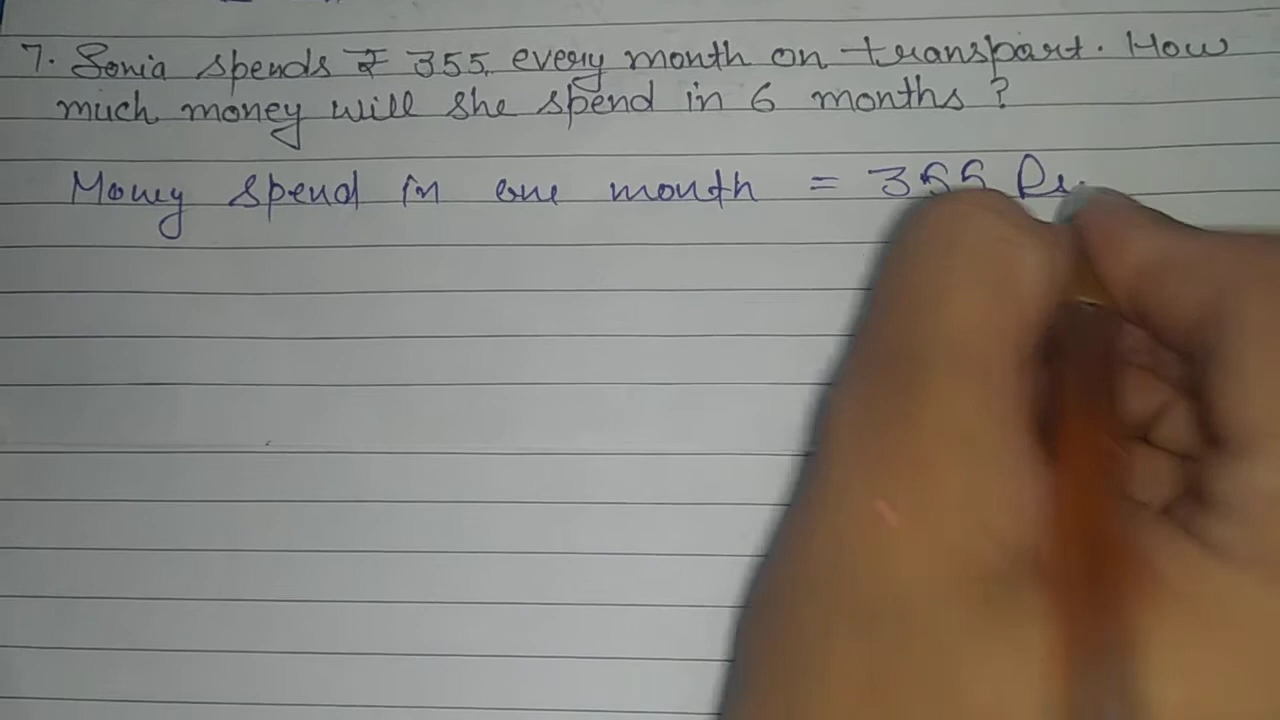 7. Sonia spends ₹ 355 every month on transport. How
much money will she spend in 6 months ?
Money spend in one month = 355 Rs.